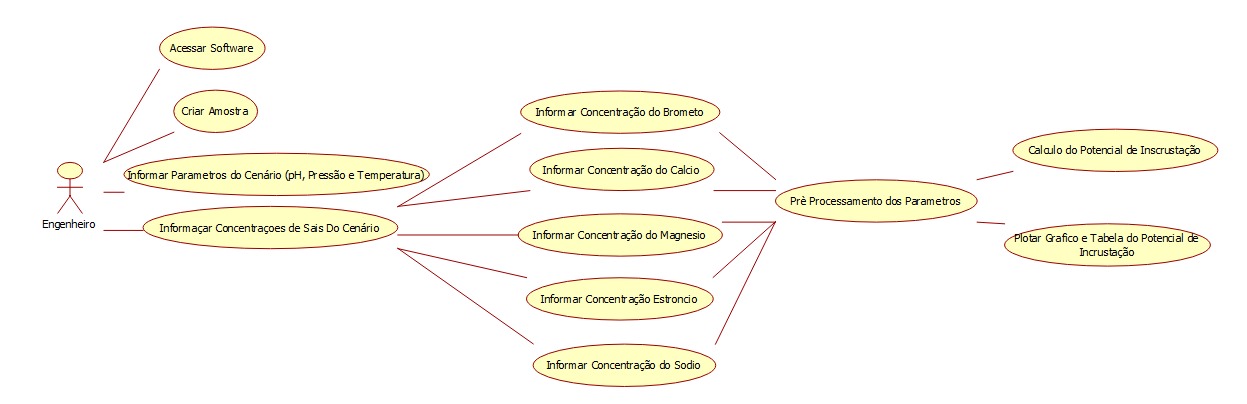 Acessar Software
Criar Amostra
Informar Parametros do Cenário (pH, Pressão e Temperatura)
Engenheiro
Informaçar Concentraçoes de Sais Do Cenário
Informar Concentração do Brometo
Informar Concentração do Calcio
Informar Concentração do Magnesio
Informar Concentração Estroncio
Informar Concentração do Sodio
Prè Processamento dos Parametros
Calculo do Potencial de Inscrustação
Plotar Grafico e Tabela do Potencial de
Incrustação